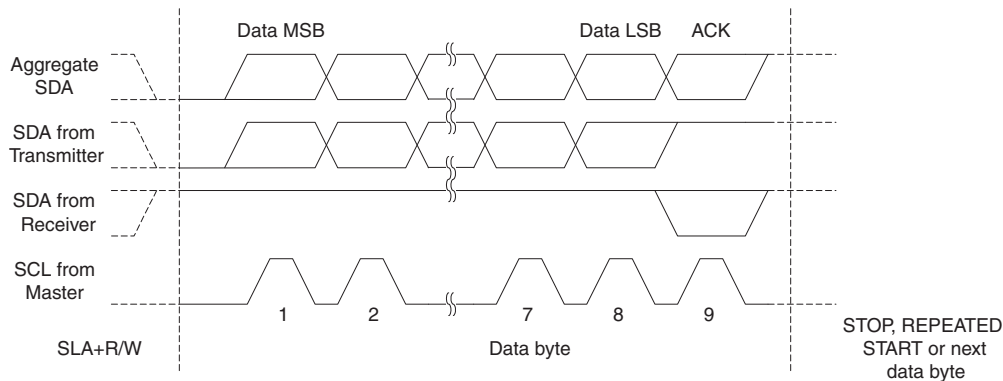 Data MSB
Data LSB
ACK
Aggregate
SDA
SDA from
Transmitter
SDA from
Receiver
SCL from
Master
1
2
7
8
9
SLA+R/W
Data byte
STOP, REPEATED
START or next
data byte